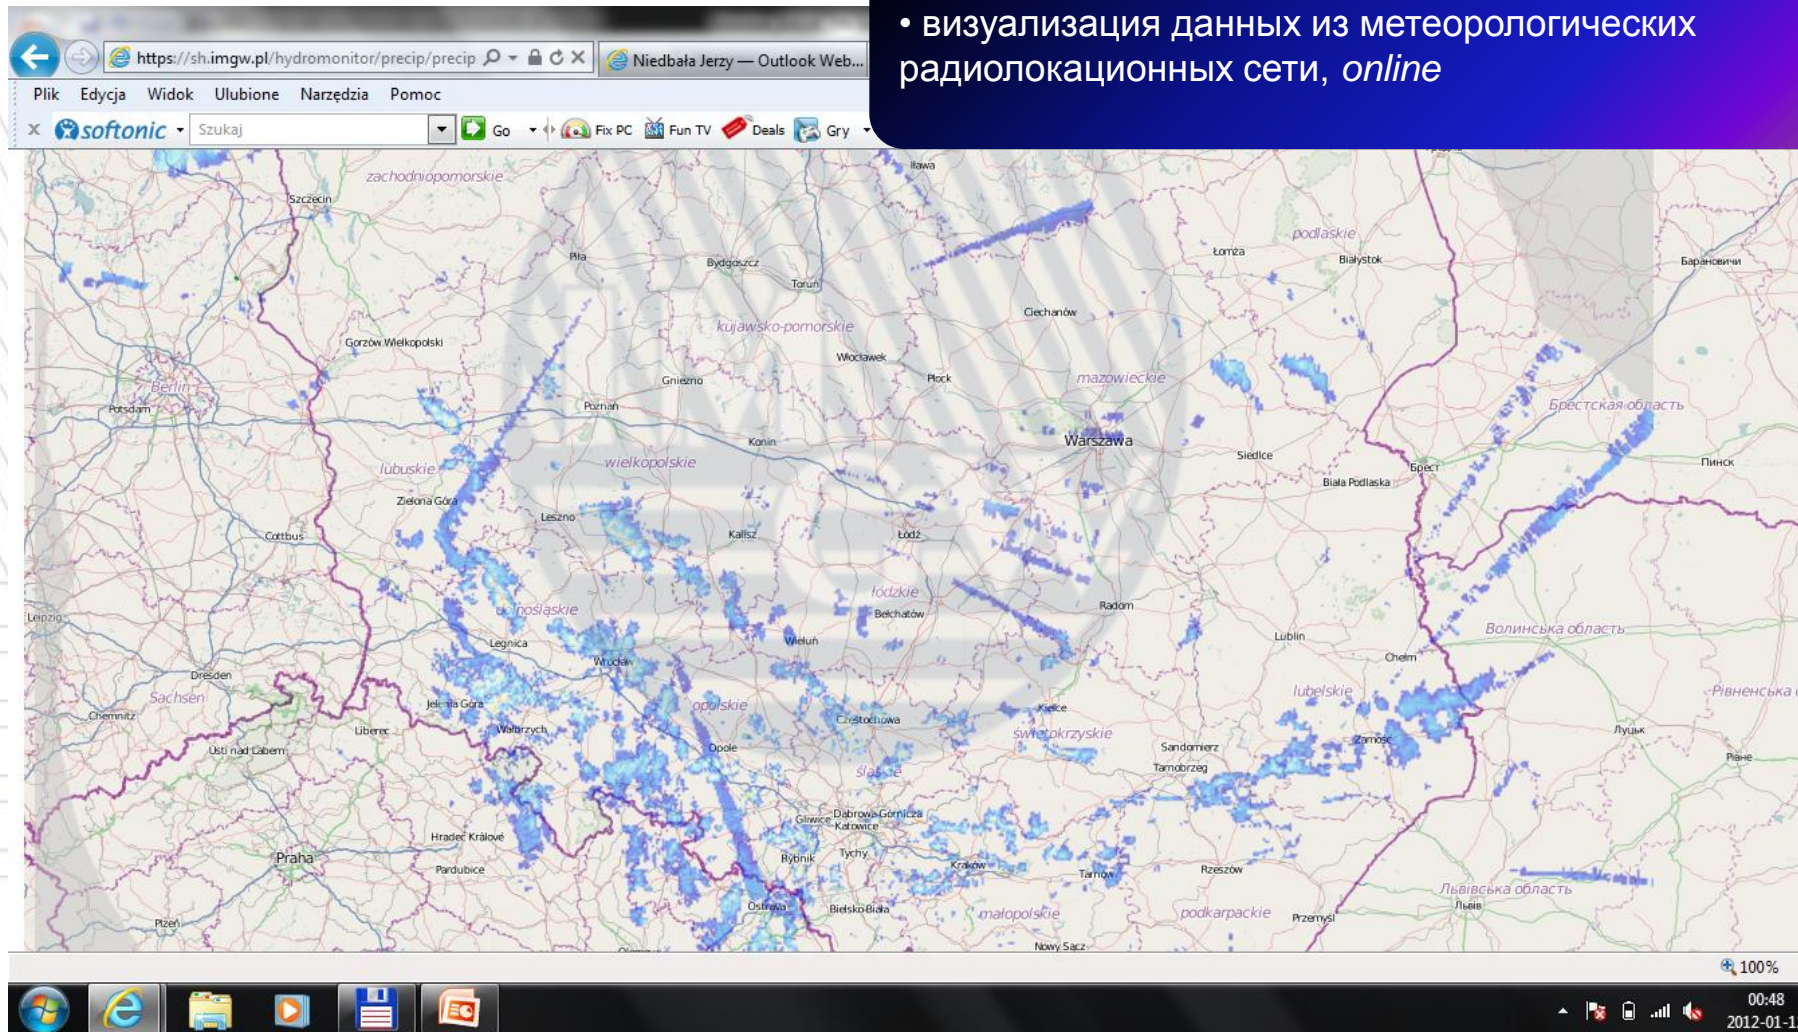 • визуализация данных из метеорологических
радиолокационных сети, online
https://sh.imgw.pl/hydromonitor/precip/precip
Niedbała Jerzy — Outlook Web...
Plik Edycja Widok Ulubione Narzędzia Pomoc
x softonic Szukaj Go Fix PC Fun TV Deals Gry
Iława
zachodniopomorskie
Szczecin
podlaskie
Łomża
Białystok
Piła
Bydgoszcz
Барановичи
Toruń
Ciechanów
kujawsko-pomorskie
Gorzów Wielkopolski
Włocławek
Płock
mazowieckie
Gniezno
Berlin
Potsdam
Poznań
Брестская область
Konin
Warszawa
Siedlce
wielkopolskie
lubuskie
Брест
Пинск
Biała Podlaska
Zielona Góra
Leszno
Kalisz
Łódź
Cottbus
łódzkie
Bełchatów
Radom
Leipzig
dolnośląskie
Legnica
Wieluń
Lublin
Волинська область
Wrocław
Chełm
Dresden
Sachsen
lubelskie
Рівненська
Jelenia Góra
opolskie
Kielce
Chemnitz
Częstochowa
Liberec
Wałbrzych
świętokrzyskie
Луцьк
Zamość
Ústí nad Labem
Opole
Sandomierz
Рівне
Tarnobrzeg
śląskie
Dąbrowa Górnicza
Gliwice
Katowice
Hradec Králové
Tychy
Praha
Rybnik
Kraków
Pardubice
Tarnów
Rzeszów
Львівська область
Львів
Ostrava
Bielsko-Biała
małopolskie
podkarpackie
Przemyśl
Plzeň
Nowy Sącz
100%
00:48
2012-01-1